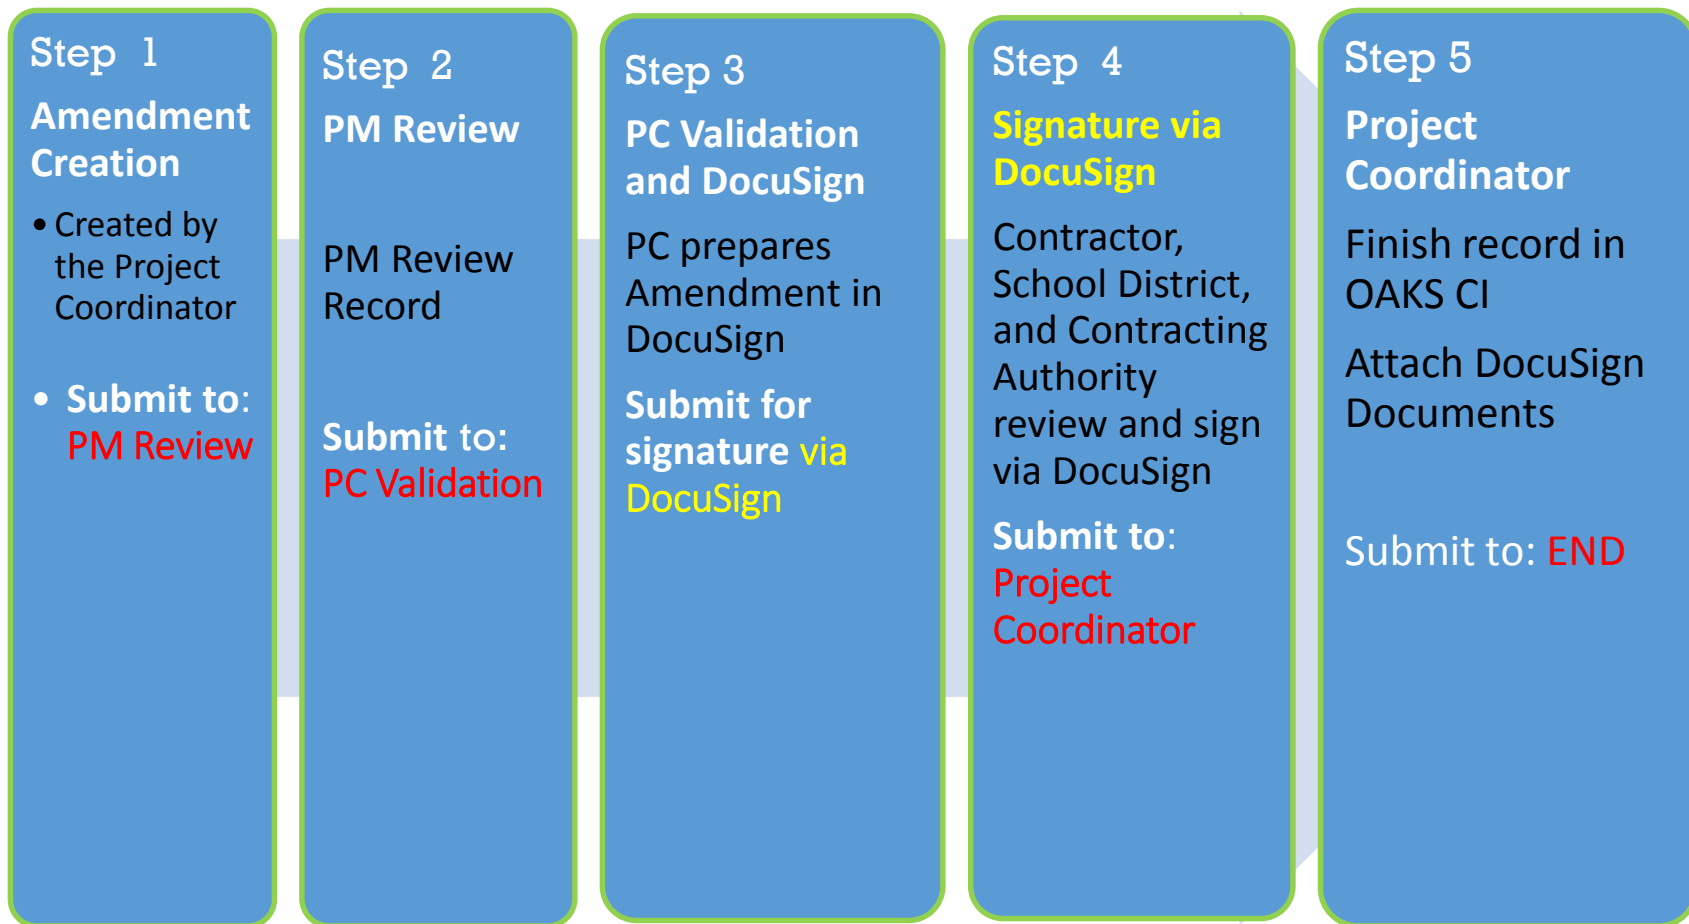 Step 1
Amendment
Creation
• Created by
the Project
Coordinator
• Submit to:
PM Review
Step 2
PM Review
PM Review
Record
Submit to:
PC Validation
Step 3
PC Validation
and DocuSign
PC prepares
Amendment in
DocuSign
Submit for
signature via
DocuSign
Step 4
Signature via
DocuSign
Contractor,
School District,
and Contracting
Authority
review and sign
via DocuSign
Submit to:
Project
Coordinator
Step 5
Project
Coordinator
Finish record in
OAKS CI
Attach DocuSign
Documents
Submit to: END